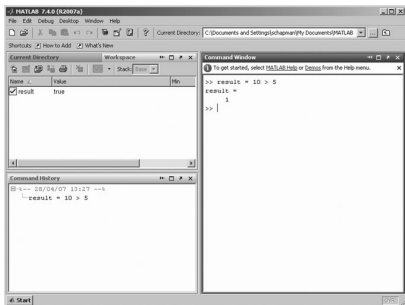 MATLAB 7.4.0 (R2007a)
File Edit Debug Desktop Window Help
Current Directory: C:\Documents and Settings\schapman\My Documents\MATLAB
Shortcuts How to Add What's New
Current Directory Workspace
Stack: Base
Name Value Min
result true
Command History
%-- 28/04/07 13:27 --%
result = 10 > 5
Command Window
To get started, select MATLAB Help or Demos from the Help menu.
>> result = 10 > 5
result =
1
>>
Start
OVR